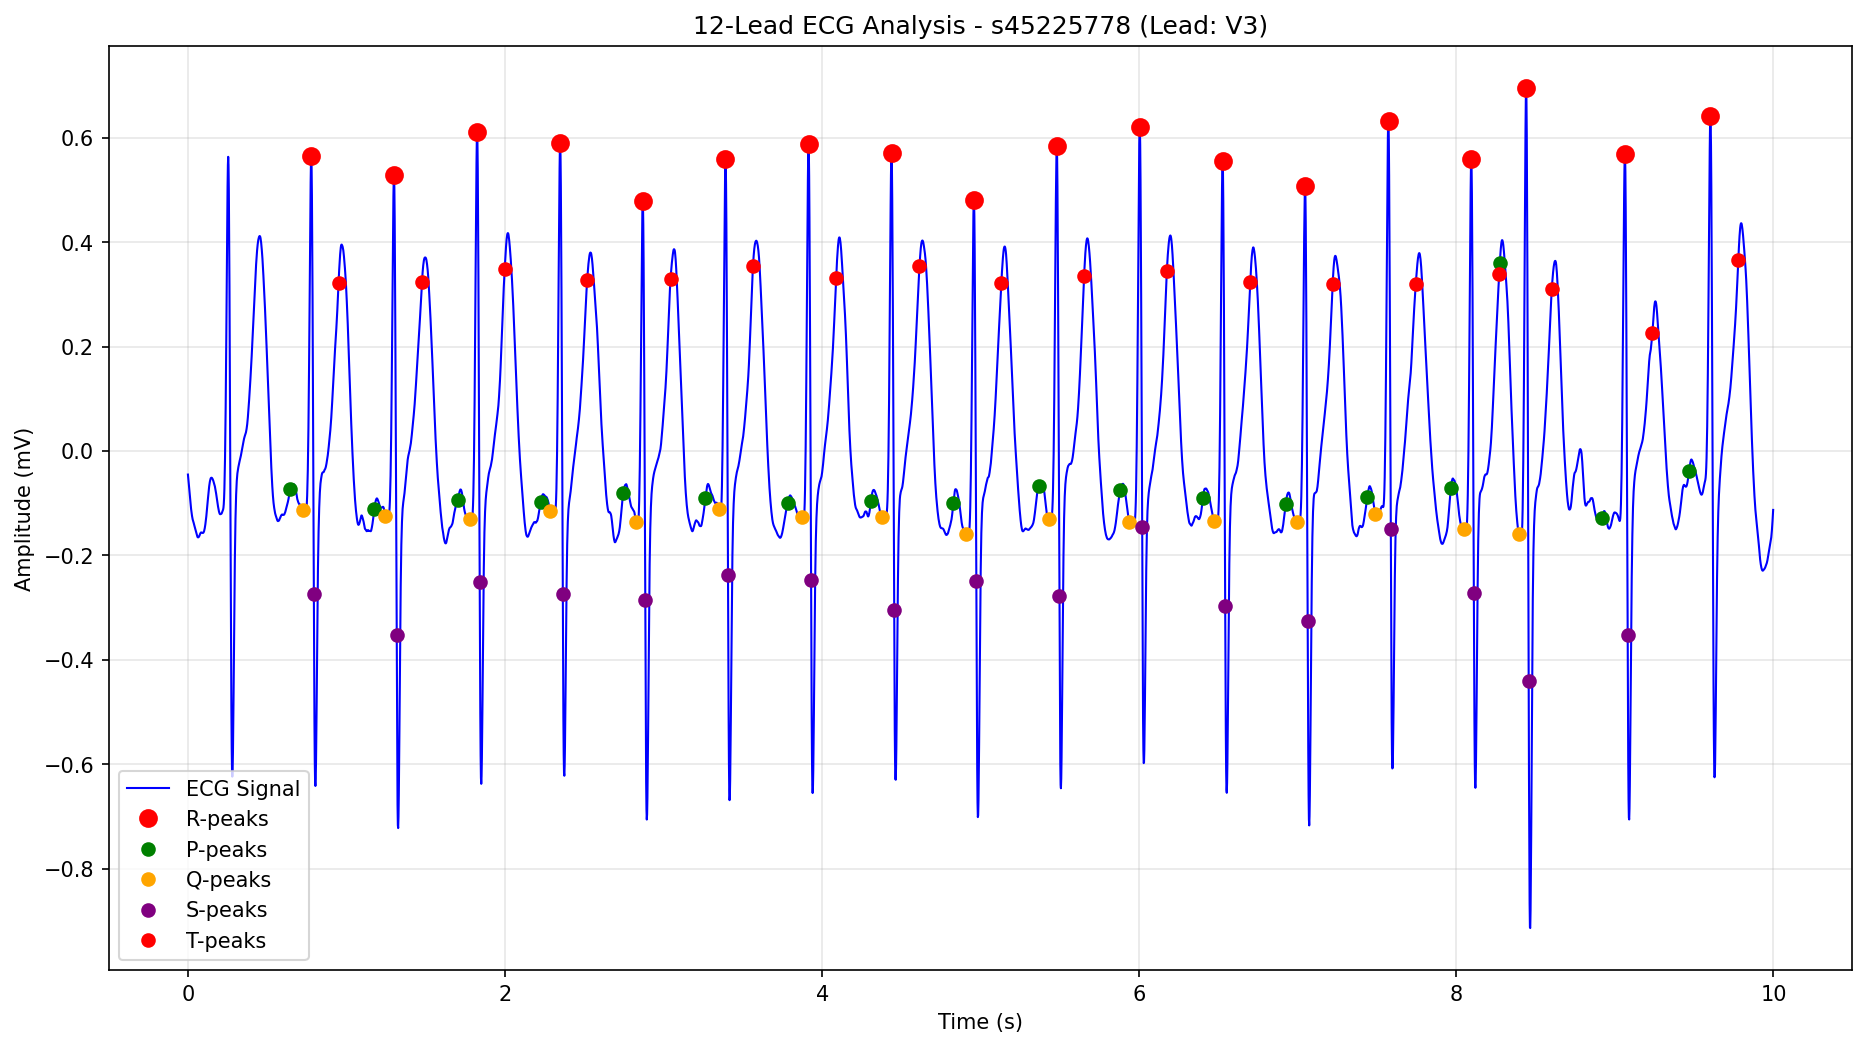 12-Lead ECG Analysis - s45225778 (Lead: V3)
Amplitude (mV)
0.6
0.4
0.2
0.0
−0.2
−0.4
−0.6
−0.8
ECG Signal
R-peaks
P-peaks
Q-peaks
S-peaks
T-peaks
0 2 4 6 8 10
Time (s)